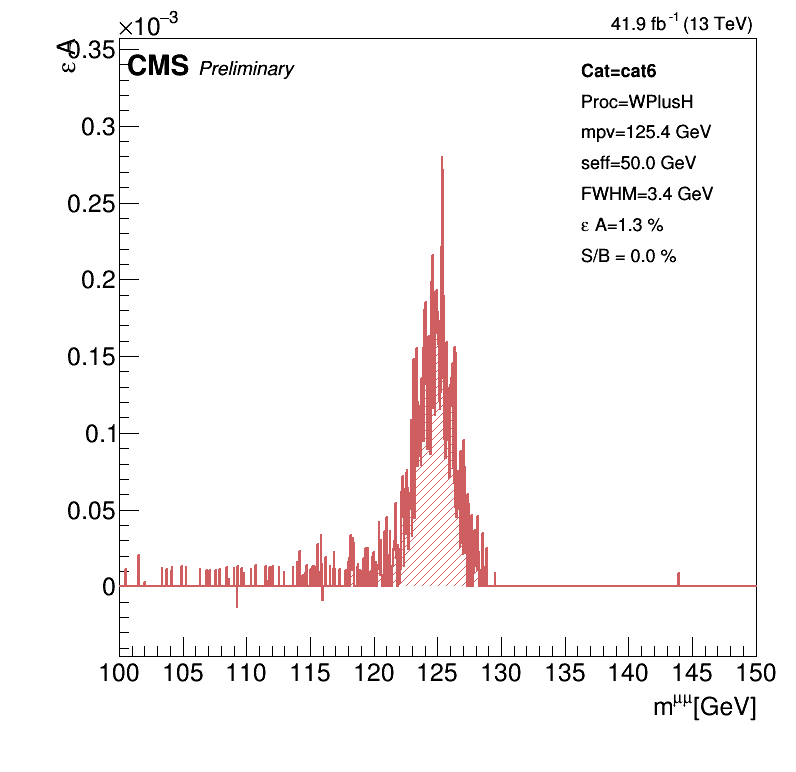 ×10⁻³
41.9 fb⁻¹ (13 TeV)
ε A
CMS Preliminary
Cat=cat6
Proc=WPlusH
mpv=125.4 GeV
seff=50.0 GeV
FWHM=3.4 GeV
ε A=1.3 %
S/B = 0.0 %
0.35
0.3
0.25
0.2
0.15
0.1
0.05
0
100 105 110 115 120 125 130 135 140 145 150
m^μμ[GeV]